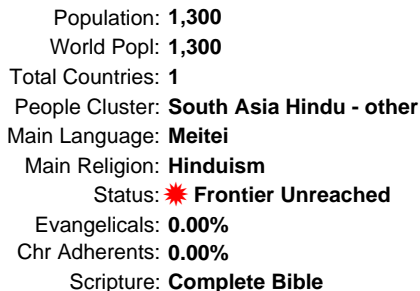 Population: 1,300
World Popl: 1,300
Total Countries: 1
People Cluster: South Asia Hindu - other
Main Language: Meitei
Main Religion: Hinduism
Status: Frontier Unreached
Evangelicals: 0.00%
Chr Adherents: 0.00%
Scripture: Complete Bible